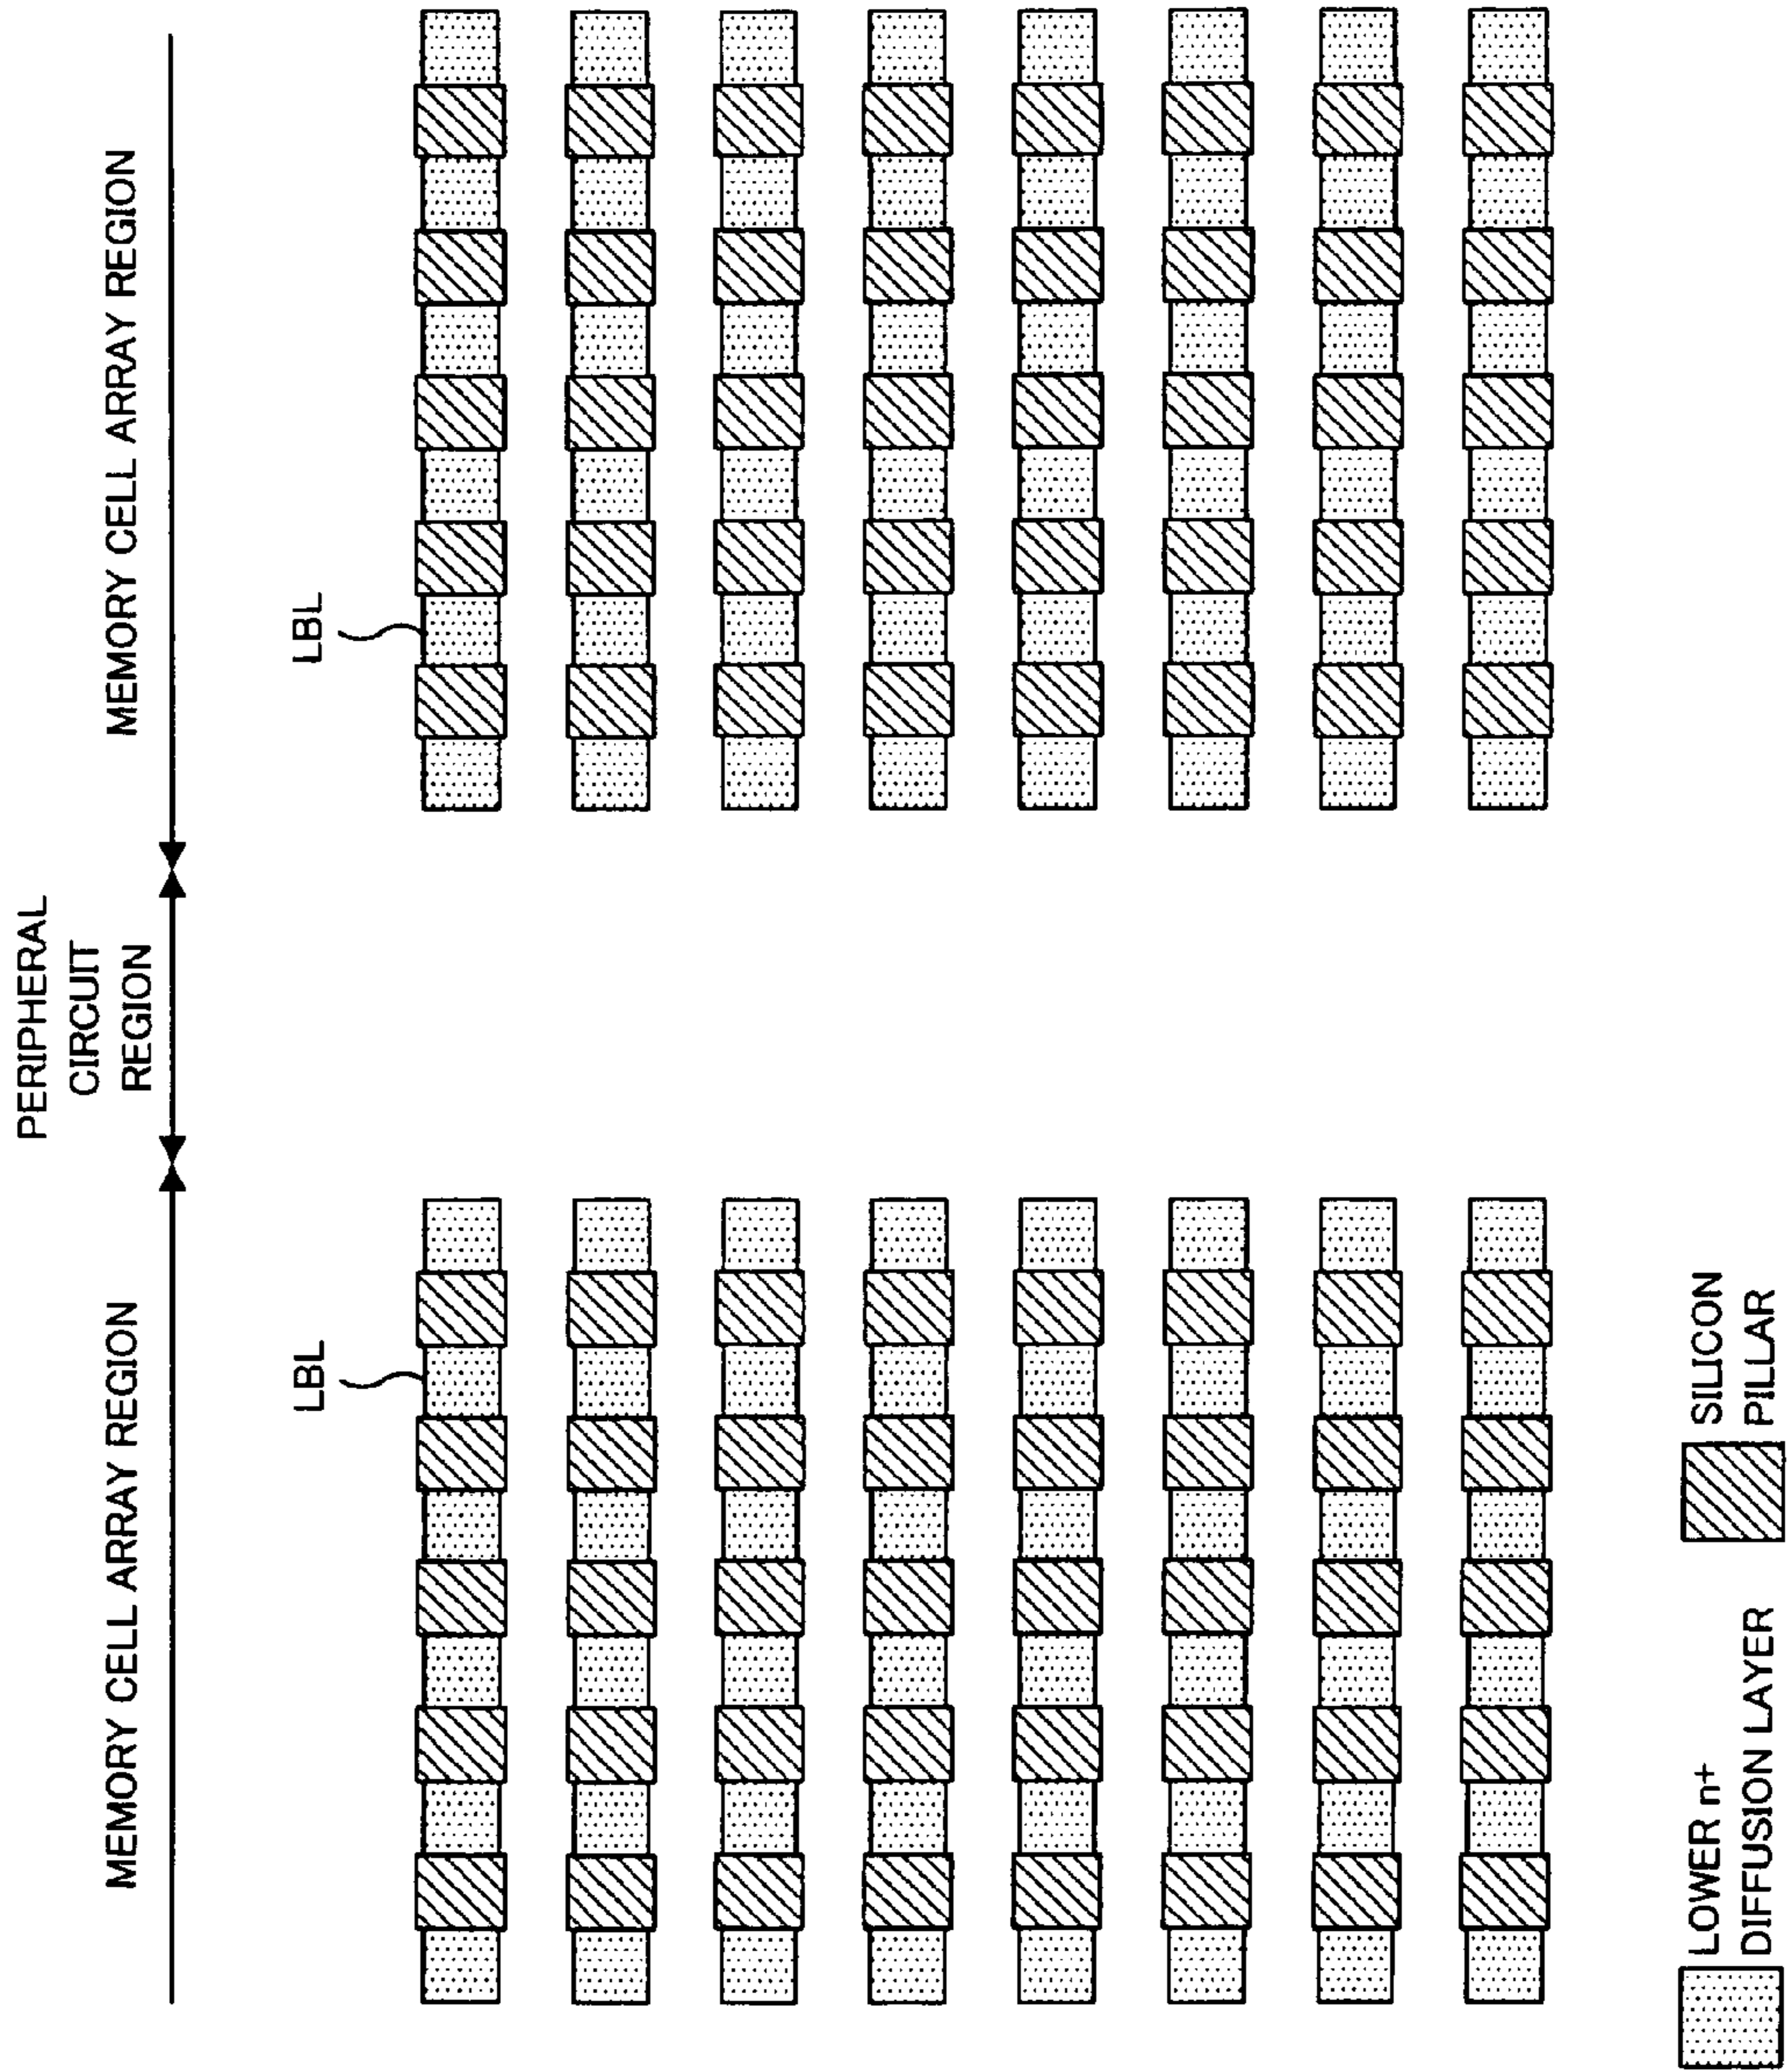 PERIPHERAL
CIRCUIT
REGION
MEMORY CELL ARRAY REGION
MEMORY CELL ARRAY REGION
LBL
LBL
LOWER n+
DIFFUSION LAYER
SILICON
PILLAR